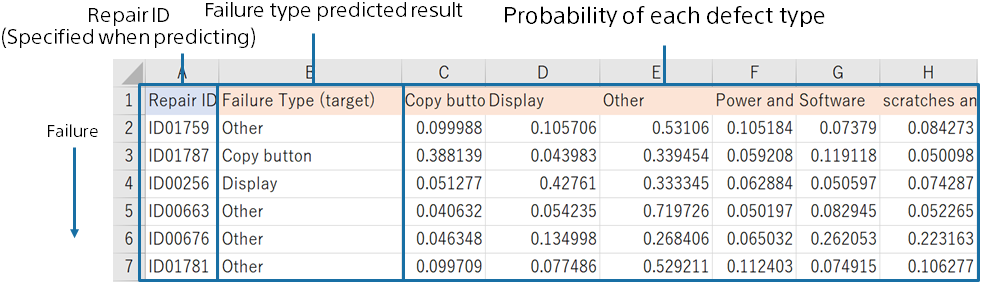 Repair ID
(Specified when predicting)
Failure type predicted result
Probability of each defect type
A B C D E F G H
1 Repair ID Failure Type (target) Copy butto Display Other Power and Software scratches an
Failure
2 ID01759 Other 0.099988 0.105706 0.53106 0.105184 0.07379 0.084273
3 ID01787 Copy button 0.388139 0.043983 0.339454 0.059208 0.119118 0.050098
4 ID00256 Display 0.051277 0.42761 0.333345 0.062884 0.050597 0.074287
5 ID00663 Other 0.040632 0.054235 0.719726 0.050197 0.082945 0.052265
6 ID00676 Other 0.046348 0.134998 0.268406 0.065032 0.262053 0.223163
7 ID01781 Other 0.099709 0.077486 0.529211 0.112403 0.074915 0.106277